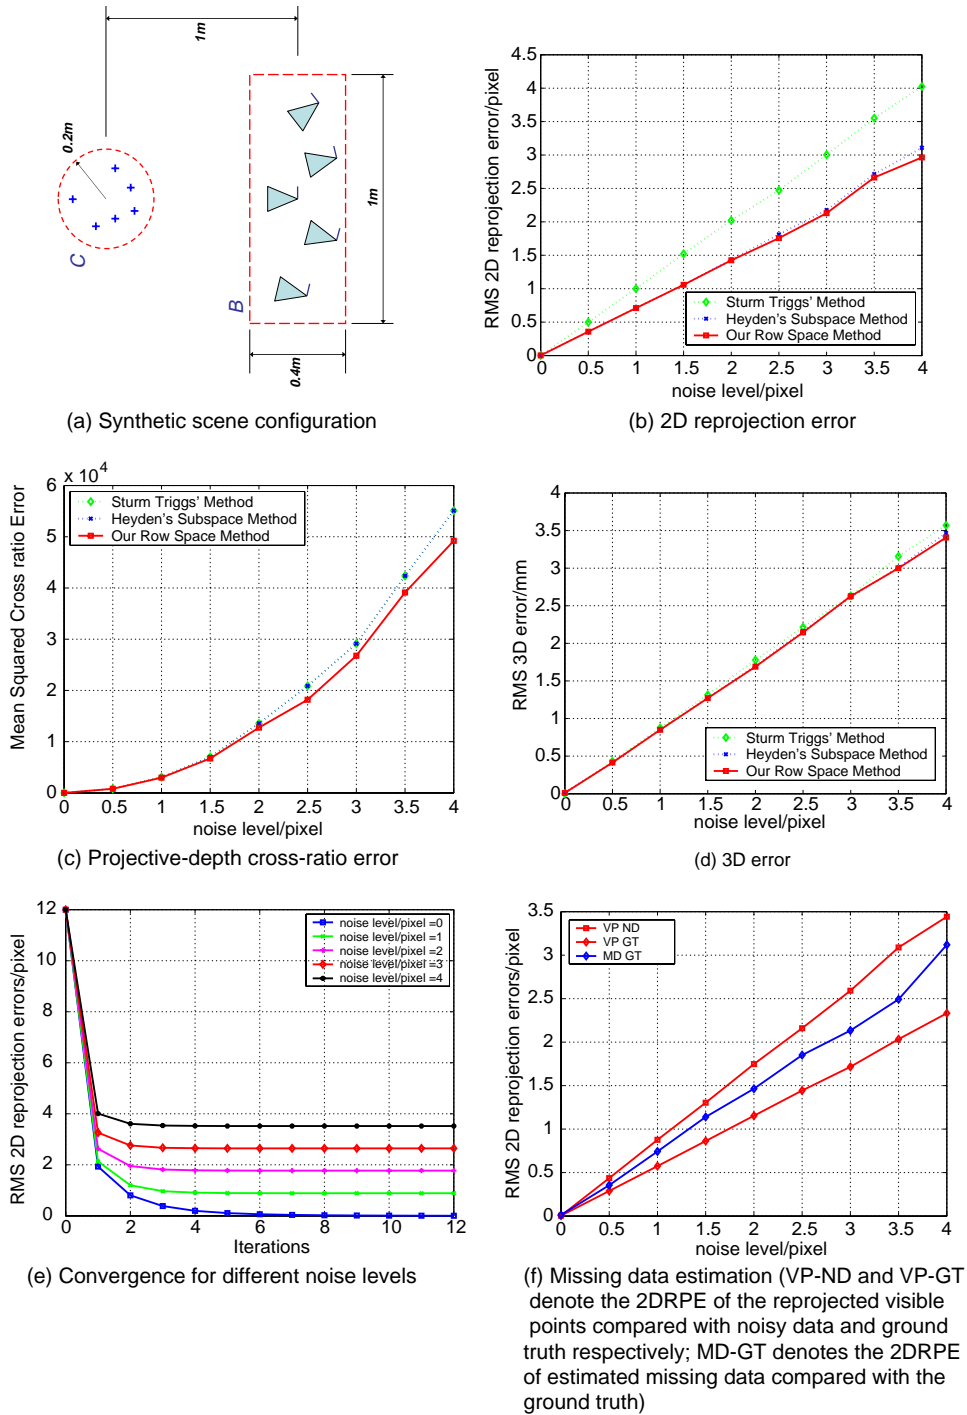 1m
0.2m
C
B
1m
0.4m
(a) Synthetic scene configuration
RMS 2D reprojection error/pixel
4.5
4
3.5
3
2.5
2
1.5
1
0.5
0
0 0.5 1 1.5 2 2.5 3 3.5 4
noise level/pixel
Sturm Triggs' Method
Heyden's Subspace Method
Our Row Space Method
(b) 2D reprojection error
Mean Squared Cross ratio Error
x 10^4
6
5
4
3
2
1
0
0 0.5 1 1.5 2 2.5 3 3.5 4
noise level/pixel
Sturm Triggs' Method
Heyden's Subspace Method
Our Row Space Method
(c) Projective-depth cross-ratio error
RMS 3D error/mm
4
3.5
3
2.5
2
1.5
1
0.5
0
0 0.5 1 1.5 2 2.5 3 3.5 4
noise level/pixel
Sturm Triggs' Method
Heyden's Subspace Method
Our Row Space Method
(d) 3D error
RMS 2D reprojection errors/pixel
12
10
8
6
4
2
0
0 2 4 6 8 10 12
Iterations
noise level/pixel =0
noise level/pixel =1
noise level/pixel =2
noise level/pixel =3
noise level/pixel =4
(e) Convergence for different noise levels
RMS 2D reprojection errors/pixel
3.5
3
2.5
2
1.5
1
0.5
0
0 0.5 1 1.5 2 2.5 3 3.5 4
noise level/pixel
VP ND
VP GT
MD GT
(f) Missing data estimation (VP-ND and VP-GT
denote the 2DRPE of the reprojected visible
points compared with noisy data and ground
truth respectively; MD-GT denotes the 2DRPE
of estimated missing data compared with the
ground truth)